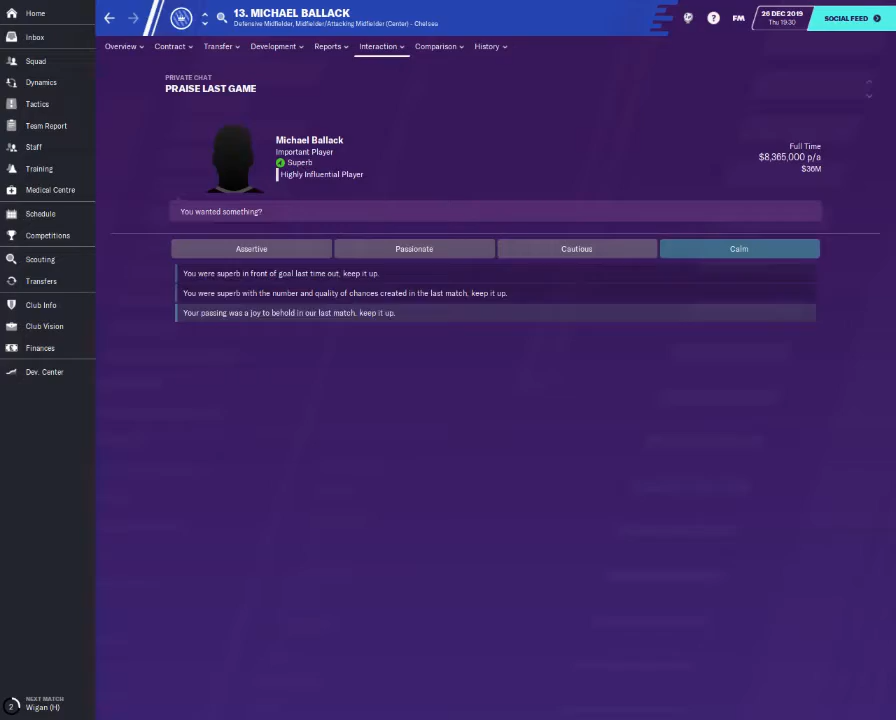 Home
Inbox
Squad
Dynamics
Tactics
Team Report
Staff
Training
Medical Centre
Schedule
Competitions
Scouting
Transfers
Club Info
Club Vision
Finances
Dev. Center
2
NEXT MATCH
Wigan (H)
13. MICHAEL BALLACK
Defensive Midfielder, Midfielder/Attacking Midfielder (Center) - Chelsea
? FM
26 DEC 2019
Thu 19:30
SOCIAL FEED
Overview Contract Transfer Development Reports Interaction Comparison History
PRIVATE CHAT
PRAISE LAST GAME
Michael Ballack
Important Player
Superb
Highly Influential Player
Full Time
$8,365,000 p/a
$36M
You wanted something?
Assertive Passionate Cautious Calm
You were superb in front of goal last time out, keep it up.
You were superb with the number and quality of chances created in the last match, keep it up.
Your passing was a joy to behold in our last match, keep it up.